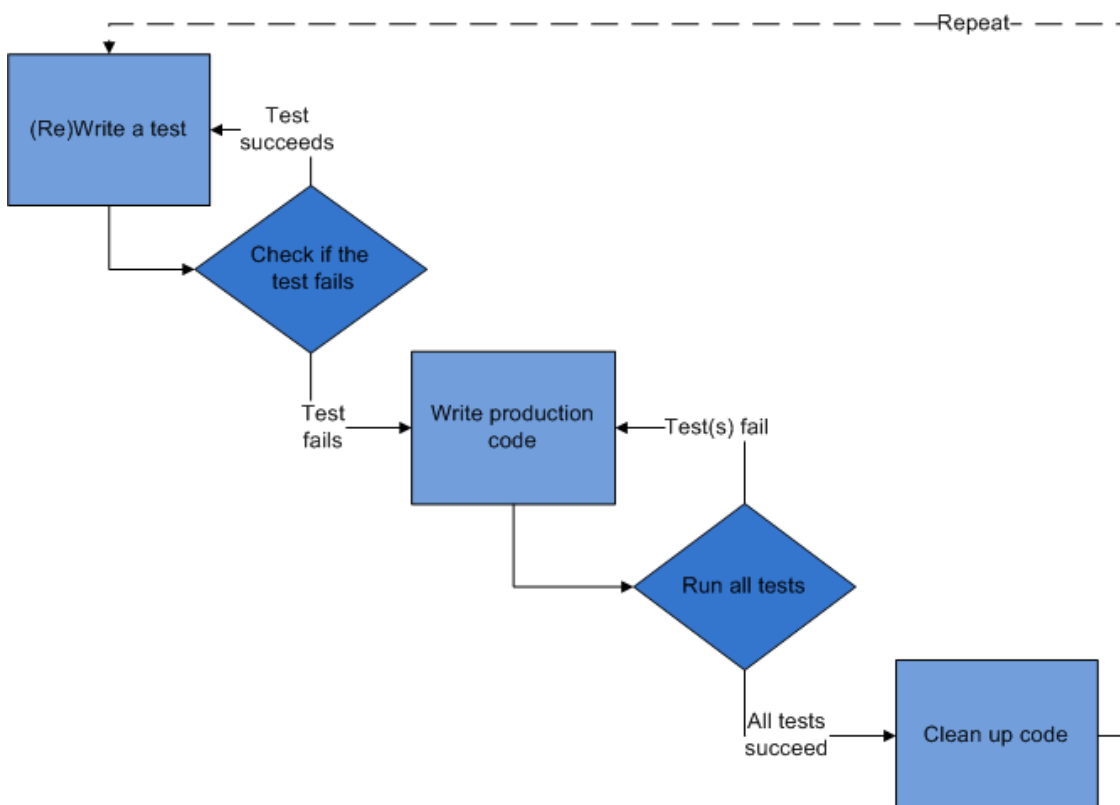 Repeat
(Re)Write a test
Test
succeeds
Check if the
test fails
Test
fails
Write production
code
Test(s) fail
Run all tests
All tests
succeed
Clean up code